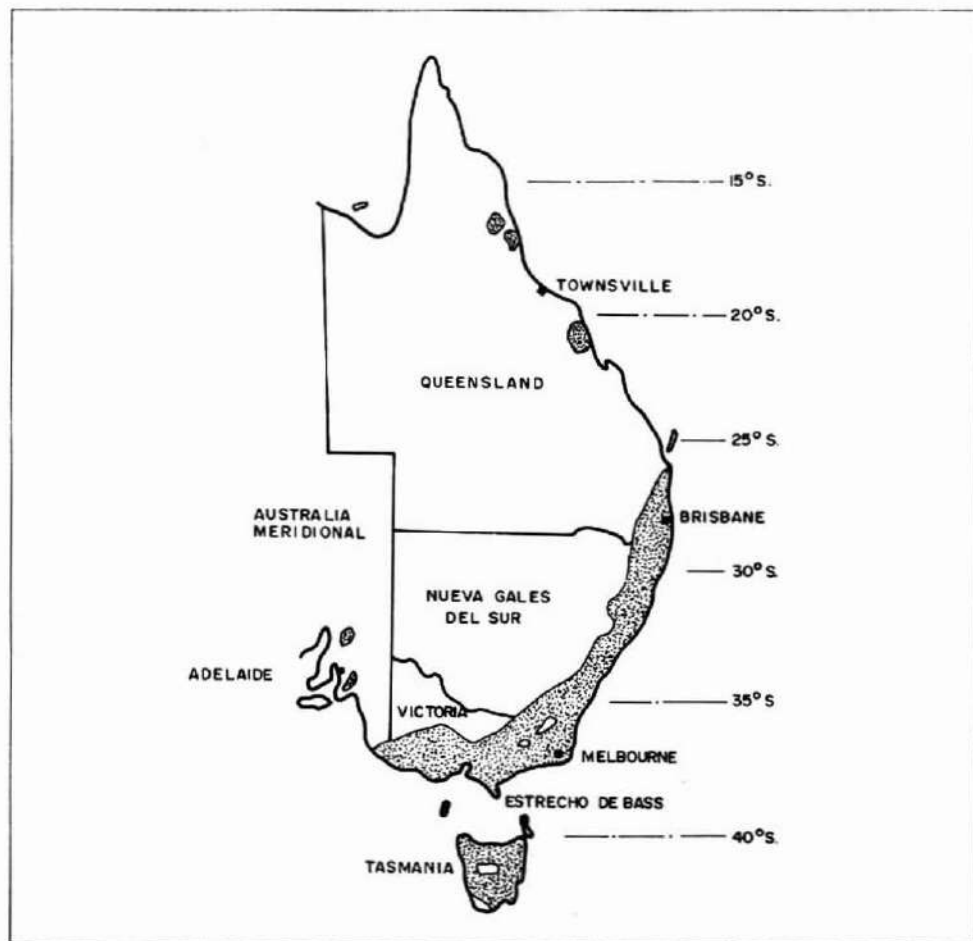 15°S.
TOWNSVILLE
20°S.
QUEENSLAND
25°S.
AUSTRALIA
MERIDIONAL
BRISBANE
30°S.
NUEVA GALES
DEL SUR
ADELAIDE
35°S
VICTORIA
MELBOURNE
ESTRECHO DE BASS
40°S.
TASMANIA